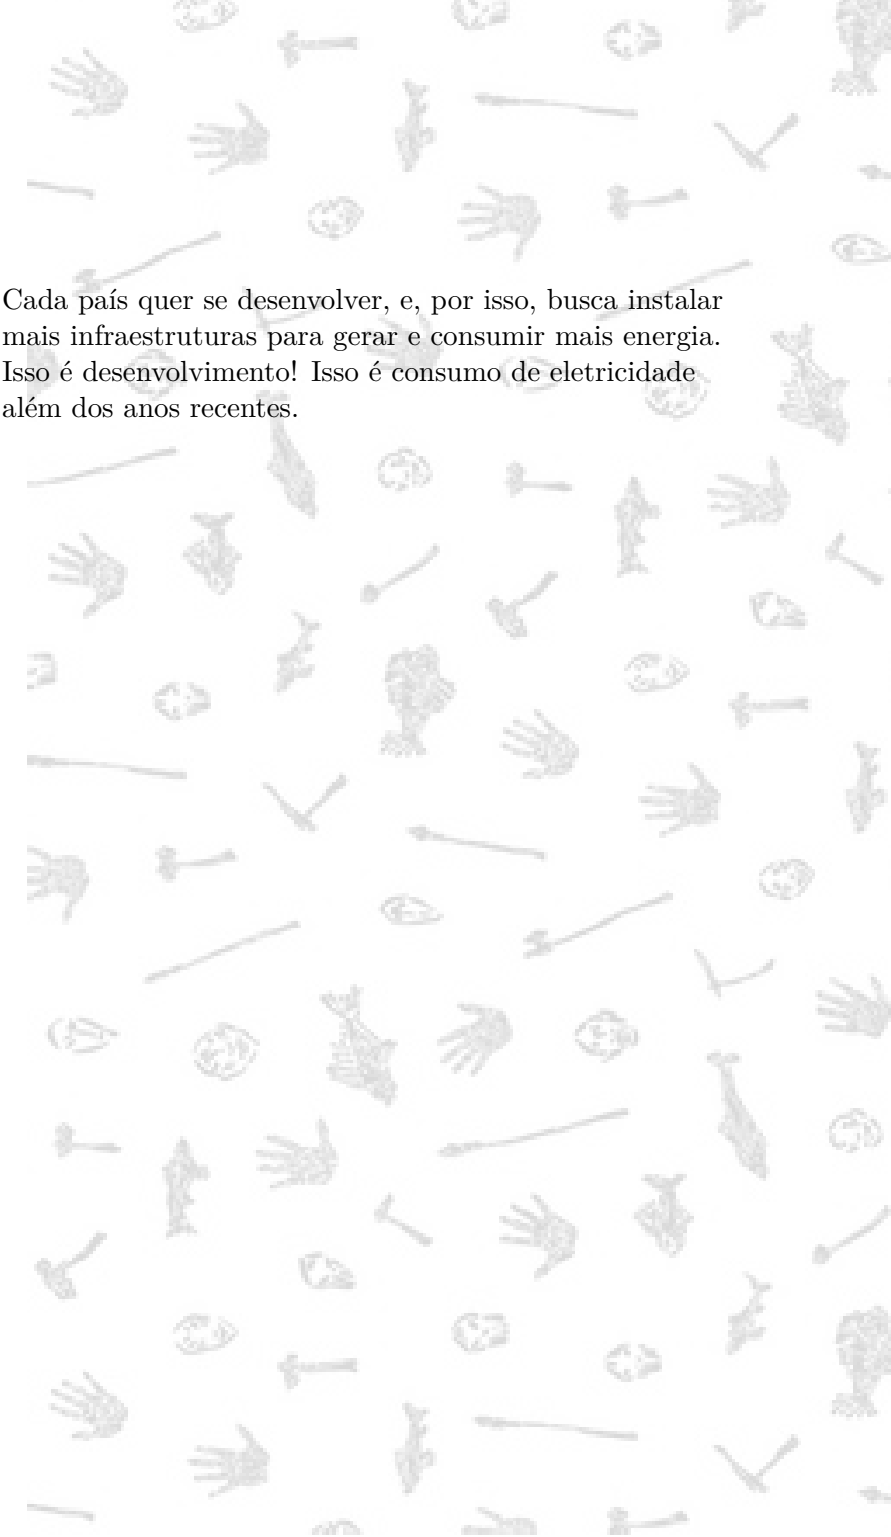 Cada país quer se desenvolver, e, por isso, busca instalar
mais infraestruturas para gerar e consumir mais energia.
Isso é desenvolvimento! Isso é consumo de eletricidade
além dos anos recentes.